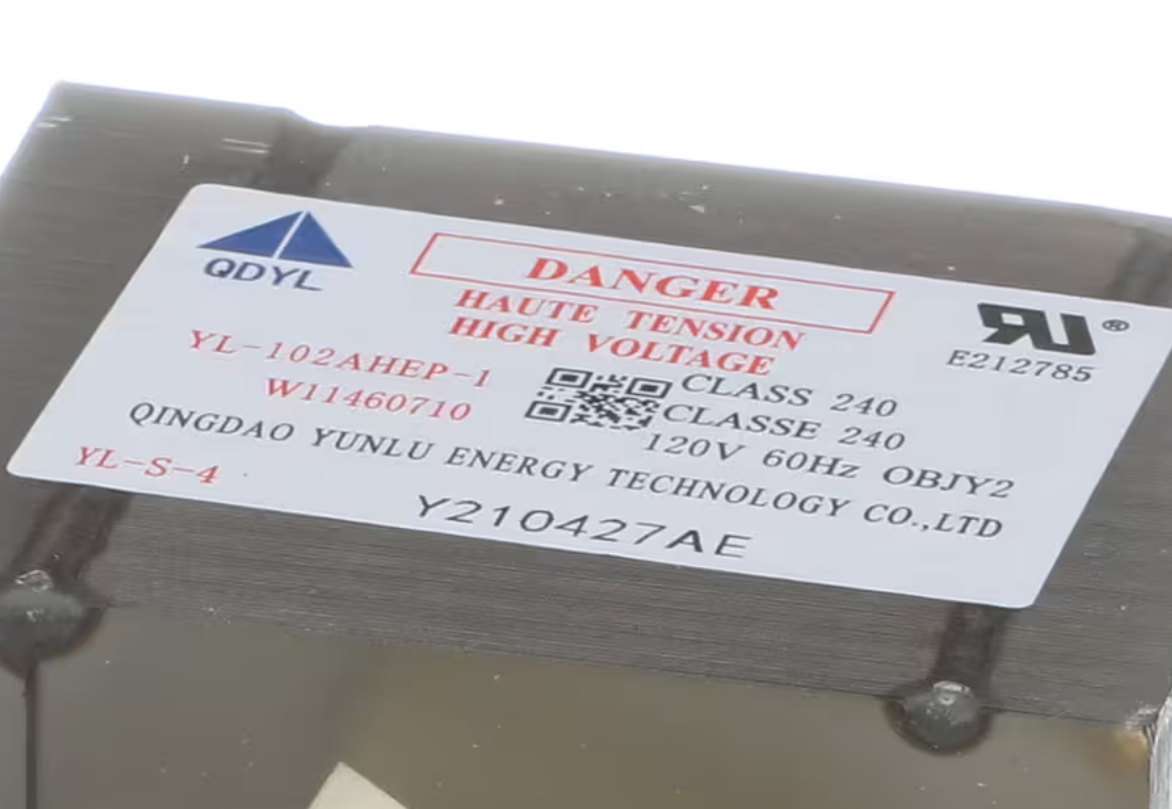 QDYL
DANGER
HAUTE TENSION
HIGH VOLTAGE
YL-102AHEP-1
W11460710
CLASS 240
CLASSE 240
120V 60Hz OBJY2
RU®
E212785
QINGDAO YUNLU ENERGY TECHNOLOGY CO.,LTD
YL-S-4
Y210427AE